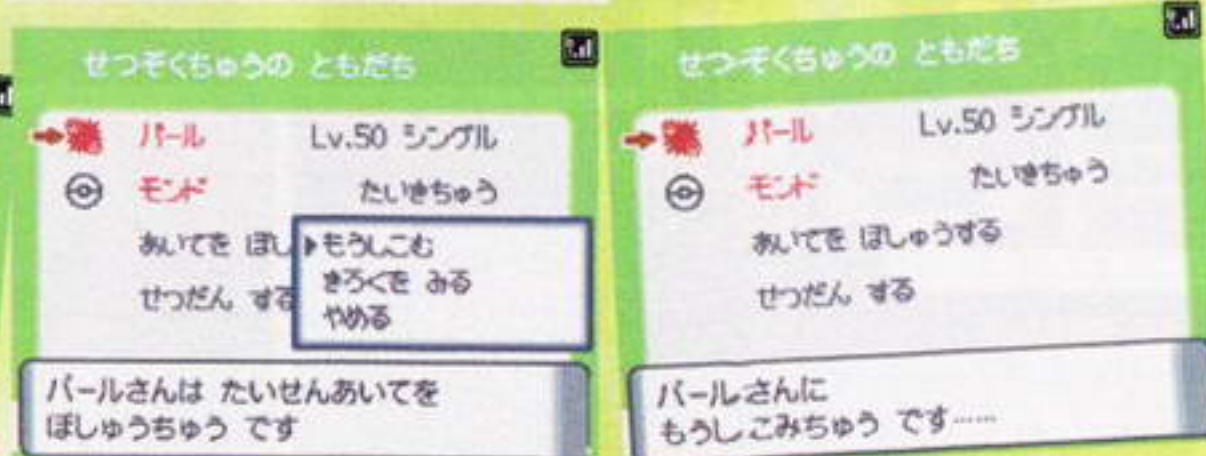 せつぞくちゅうの ともだち
パール Lv.50 シングル
モンド たいきちゅう
あいてを ぼし
せつだん する
もうしこむ
きろくを みる
やめる
パールさんは たいせんあいてを
ぼしゅうちゅう です
せつぞくちゅうの ともだち
パール Lv.50 シングル
モンド たいきちゅう
あいてを ぼしゅうする
せつだん する
パールさんに
もうしこみちゅう です……